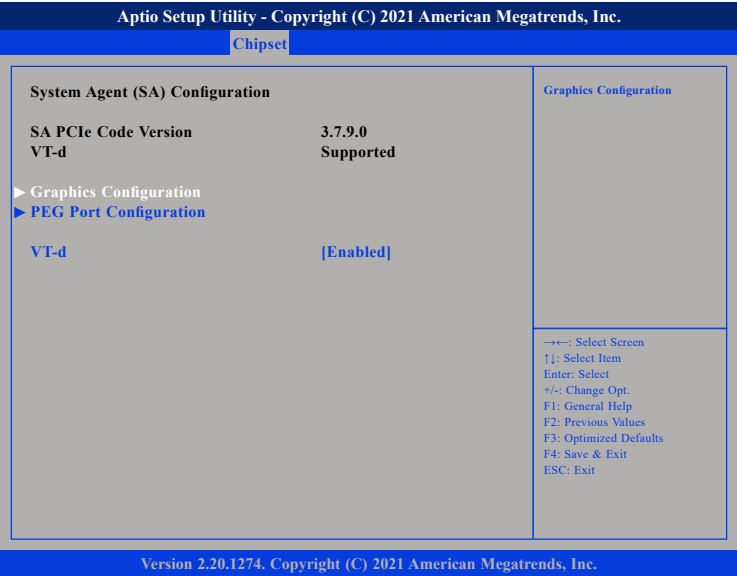 Aptio Setup Utility - Copyright (C) 2021 American Megatrends, Inc.
Chipset
System Agent (SA) Configuration
SA PCIe Code Version 3.7.9.0
VT-d Supported
▶ Graphics Configuration
▶ PEG Port Configuration
VT-d [Enabled]
Graphics Configuration
→←: Select Screen
↑↓: Select Item
Enter: Select
+/-: Change Opt.
F1: General Help
F2: Previous Values
F3: Optimized Defaults
F4: Save & Exit
ESC: Exit
Version 2.20.1274. Copyright (C) 2021 American Megatrends, Inc.